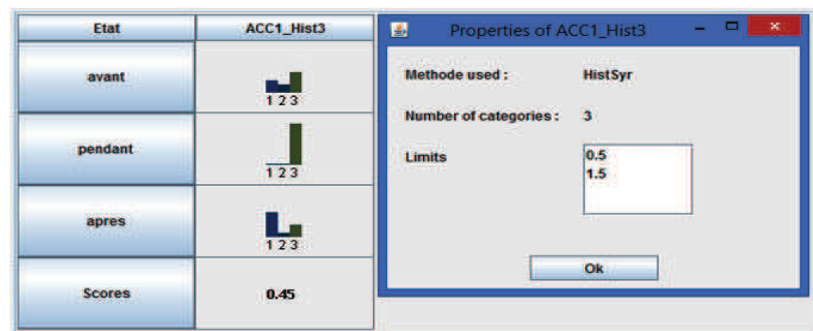 Etat ACC1_Hist3
avant
1 2 3
pendant
1 2 3
apres
1 2 3
Scores 0.45
Properties of ACC1_Hist3
Methode used : HistSyr
Number of categories : 3
Limits 0.5
1.5
Ok